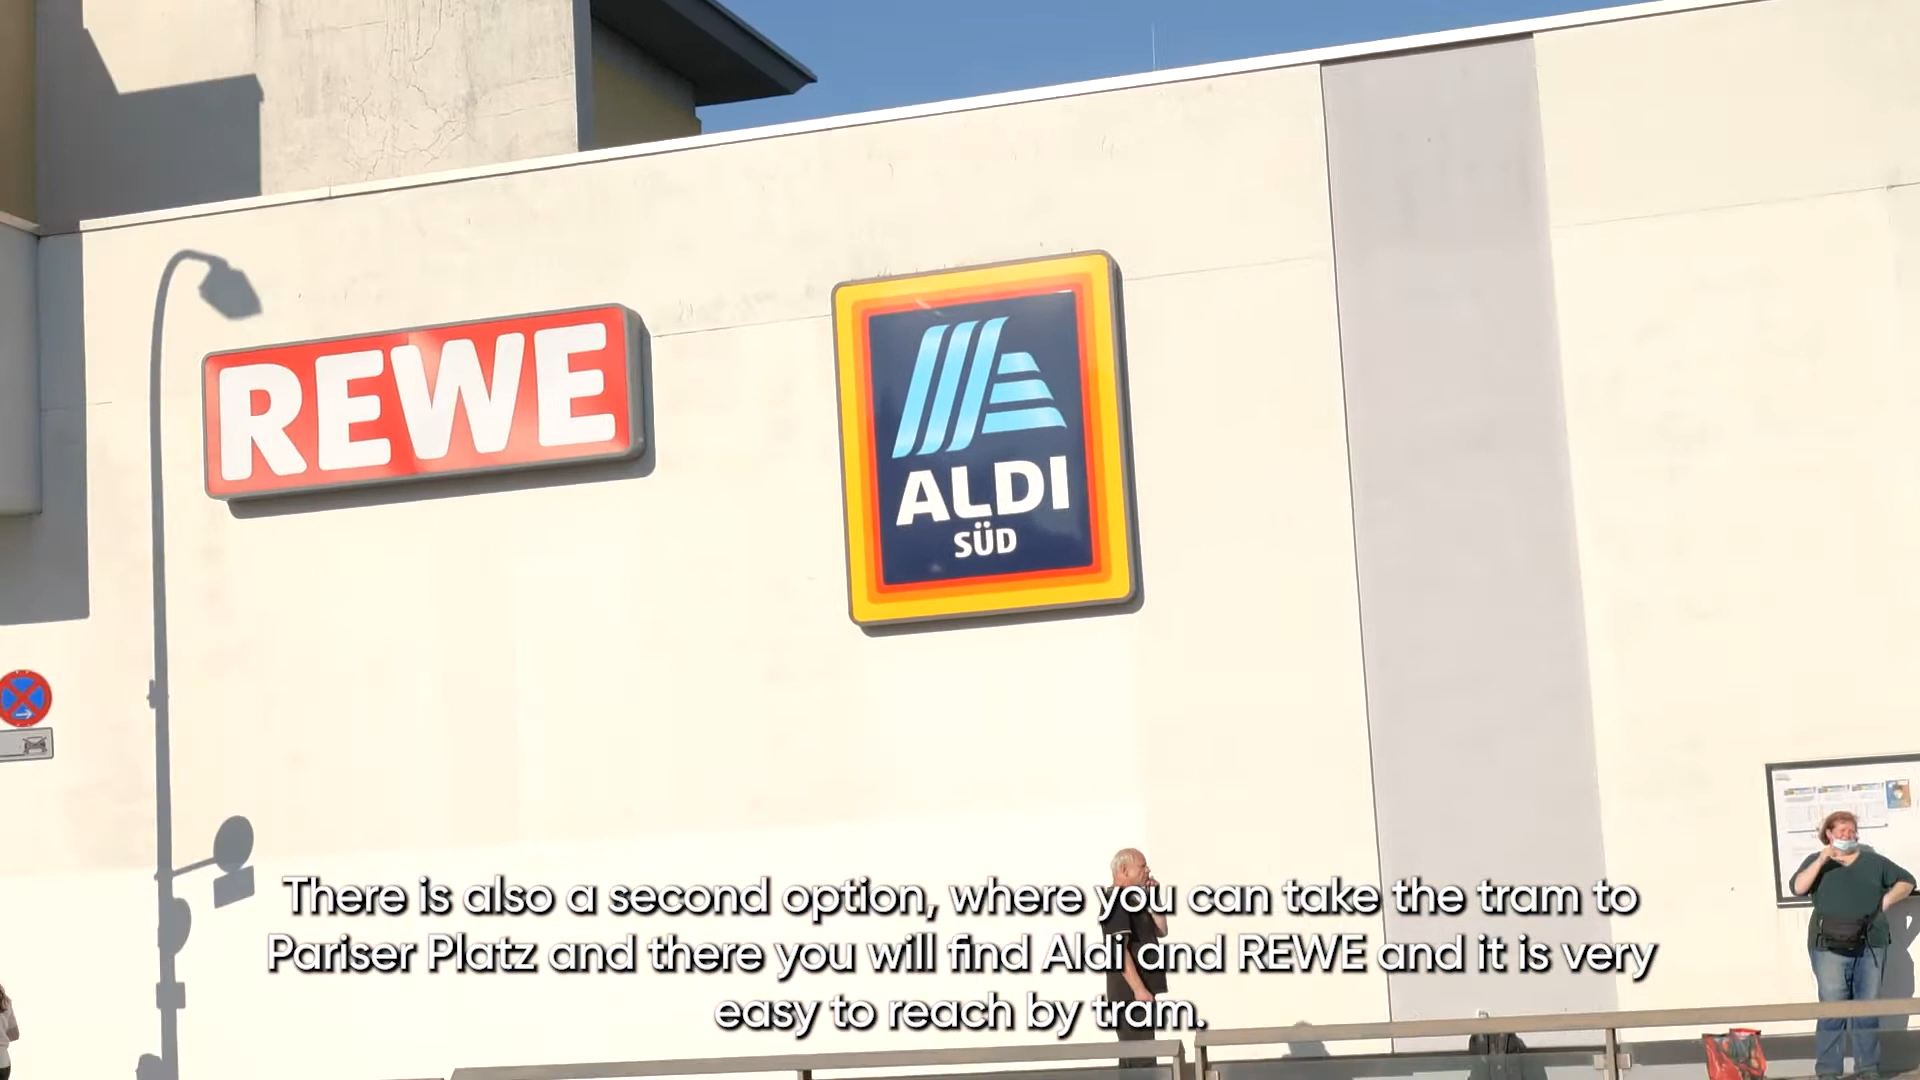 REWE
ALDI
SÜD
There is also a second option, where you can take the tram to
Pariser Platz and there you will find Aldi and REWE and it is very
easy to reach by tram.